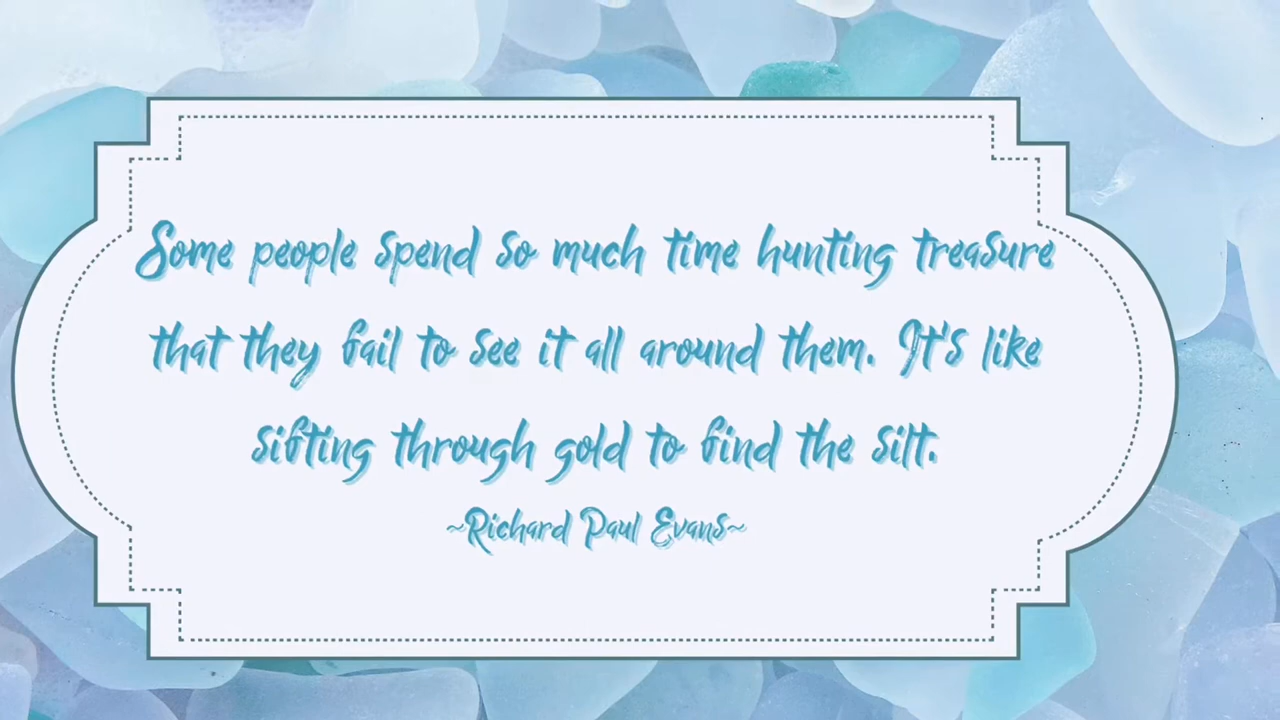 Some people spend so much time hunting treasure
that they fail to see it all around them. It's like
sifting through gold to find the silt.
~Richard Paul Evans~